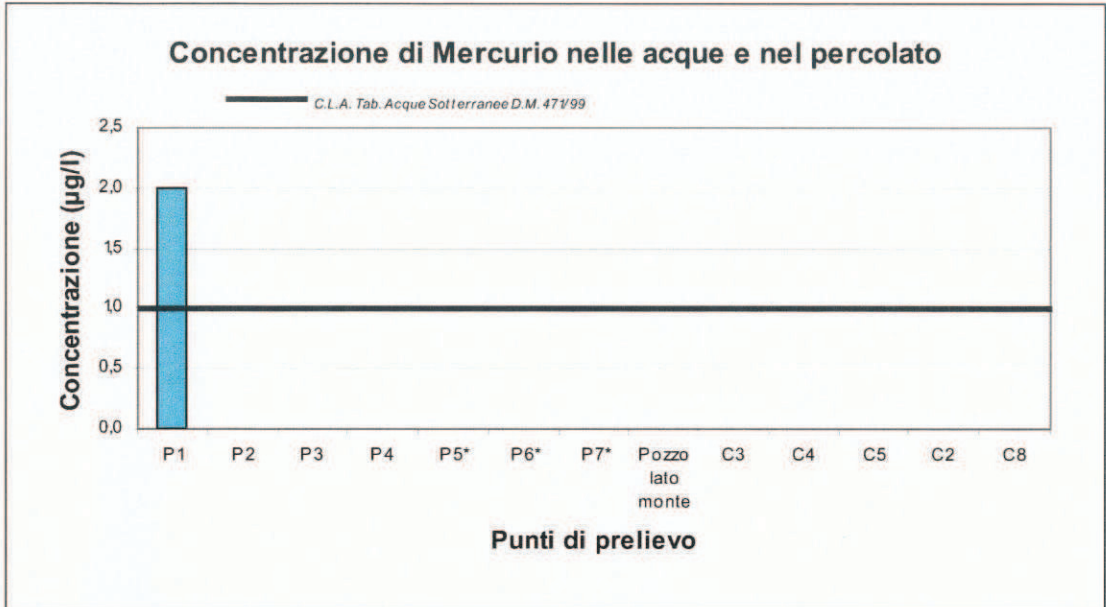 Concentrazione di Mercurio nelle acque e nel percolato
C.L.A. Tab. Acque Sotterranee D.M. 471/99
Concentrazione (µg/l)
2,5
2,0
1,5
1,0
0,5
0,0
P1 P2 P3 P4 P5* P6* P7* Pozzo C3 C4 C5 C2 C8
lato
monte
Punti di prelievo